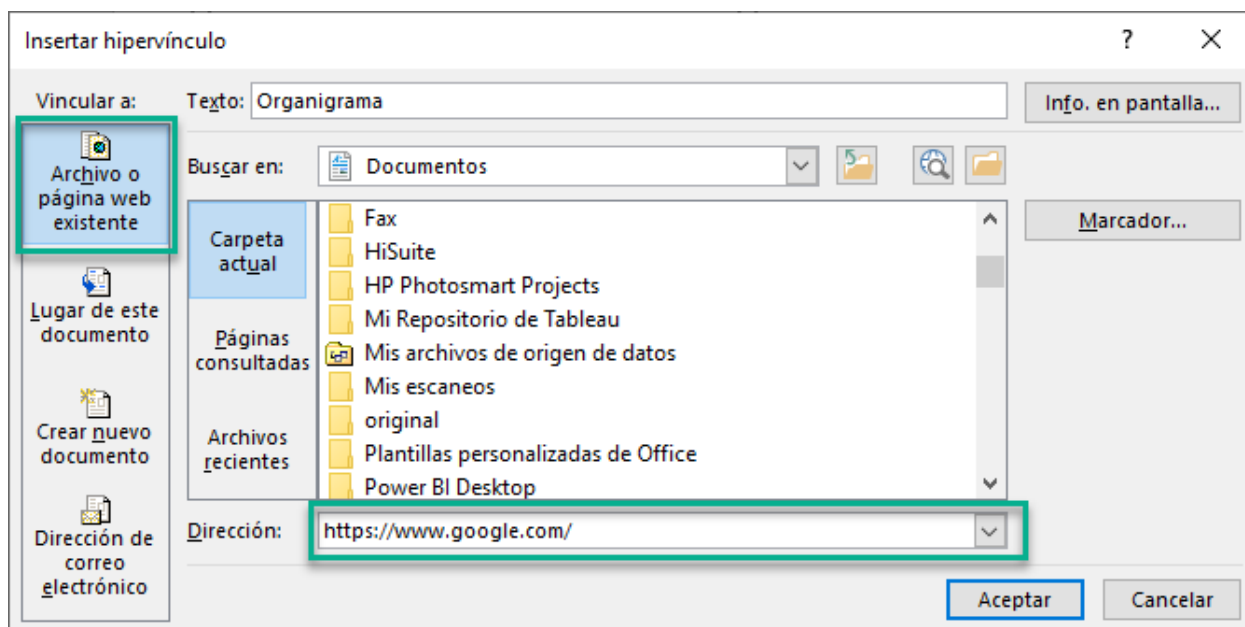 Insertar hipervínculo
?
Vincular a:
Texto: Organigrama
Info. en pantalla...
Archivo o
página web
existente
Buscar en:
Documentos
Carpeta
actual
Fax
HiSuite
HP Photosmart Projects
Mi Repositorio de Tableau
Mis archivos de origen de datos
Mis escaneos
original
Plantillas personalizadas de Office
Power BI Desktop
Marcador...
Lugar de este
documento
Páginas
consultadas
Crear nuevo
documento
Archivos
recientes
Dirección de
correo
electrónico
Dirección:
https://www.google.com/
Aceptar
Cancelar